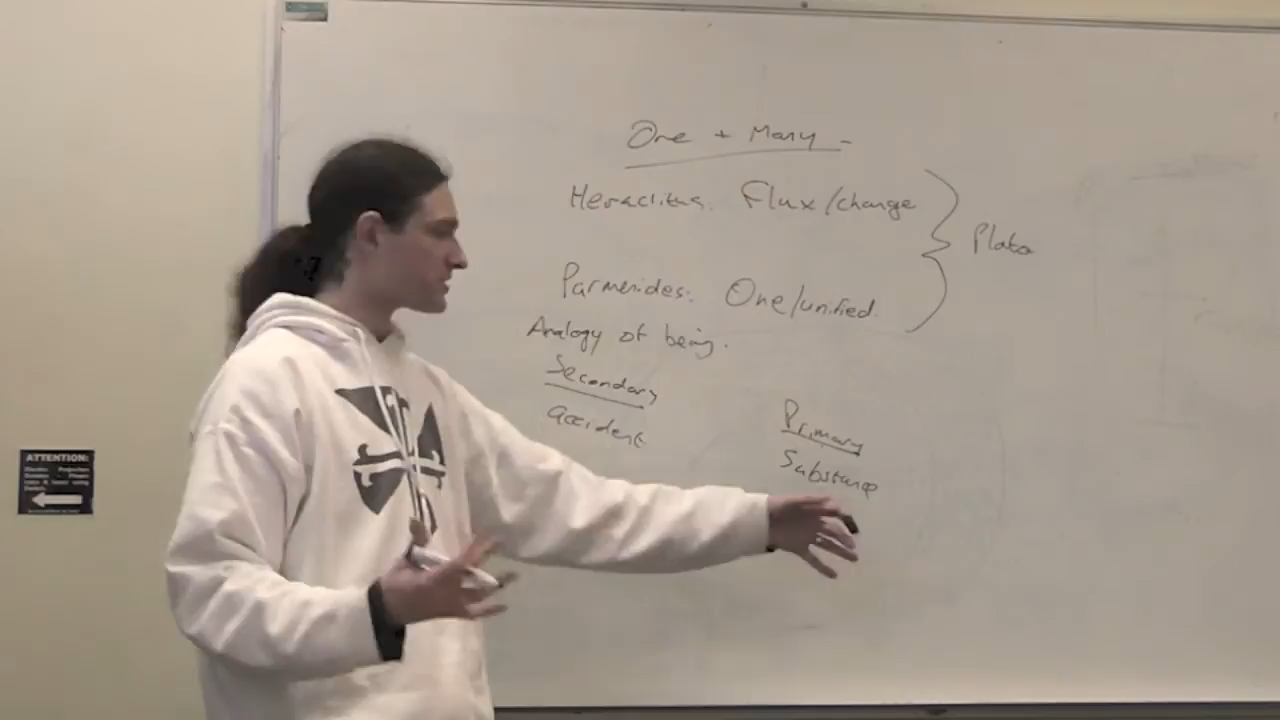 One + Many -
Heraclitus: Flux/change
Plato
Parmenides: One/unified.
Analogy of being.
Secondary
accident
Primary
Substance
ATTENTION: